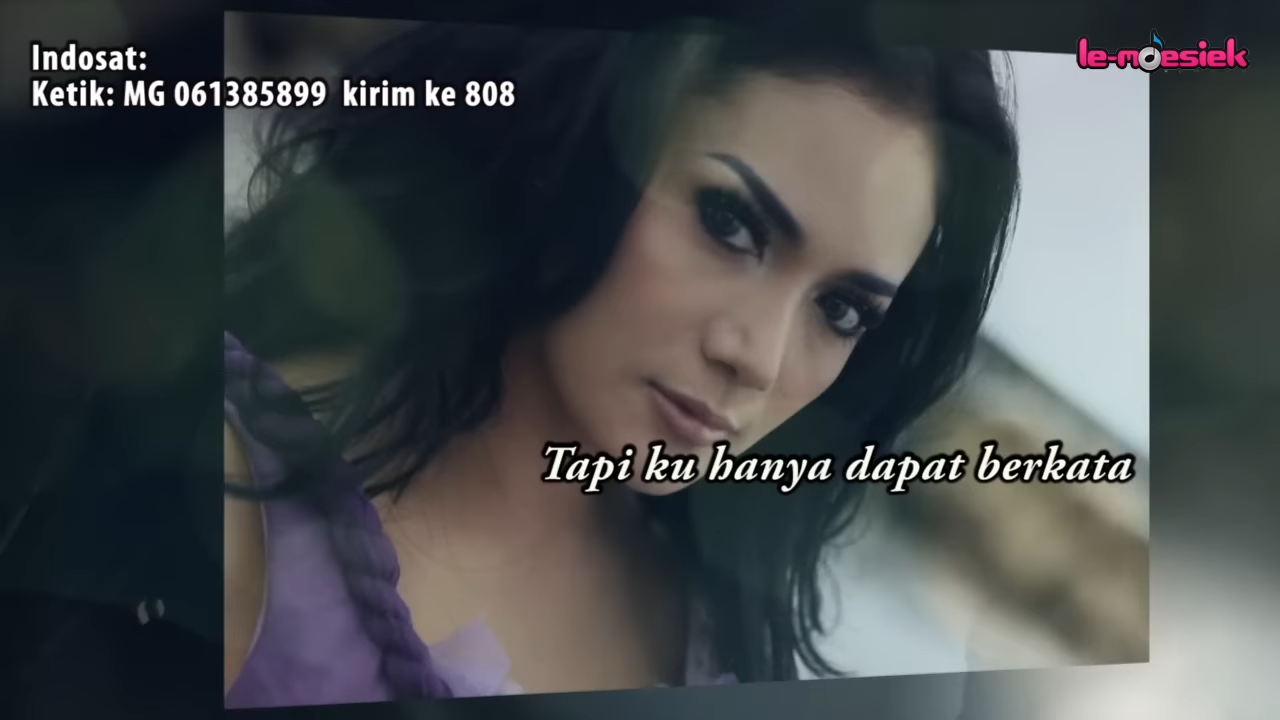 Indosat:
Ketik: MG 061385899 kirim ke 808
le-moesiek
Tapi ku hanya dapat berkata